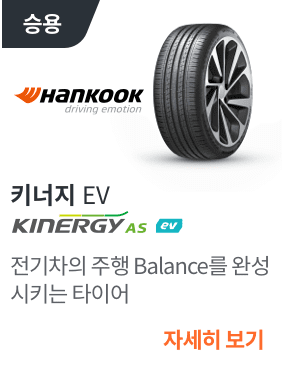 승용
HANKOOK
driving emotion
키너지 EV
KINERGY AS ev
전기차의 주행 Balance를 완성
시키는 타이어
자세히 보기